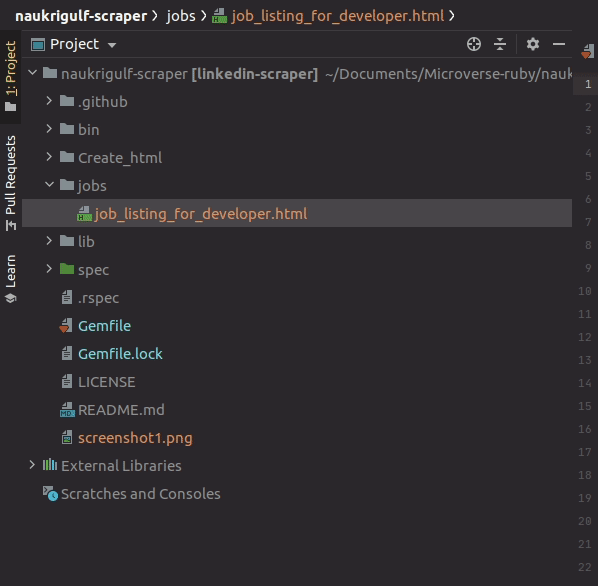 naukrigulf-scraper jobs job_listing_for_developer.html
Project
1: Project
Pull Requests
Learn
naukrigulf-scraper [linkedin-scraper] ~/Documents/Microverse-ruby/nauk
.github
bin
Create_html
jobs
job_listing_for_developer.html
lib
spec
.rspec
Gemfile
Gemfile.lock
LICENSE
README.md
screenshot1.png
External Libraries
Scratches and Consoles
1
2
3
4
5
6
7
8
9
10
11
12
13
14
15
16
17
18
19
20
21
22